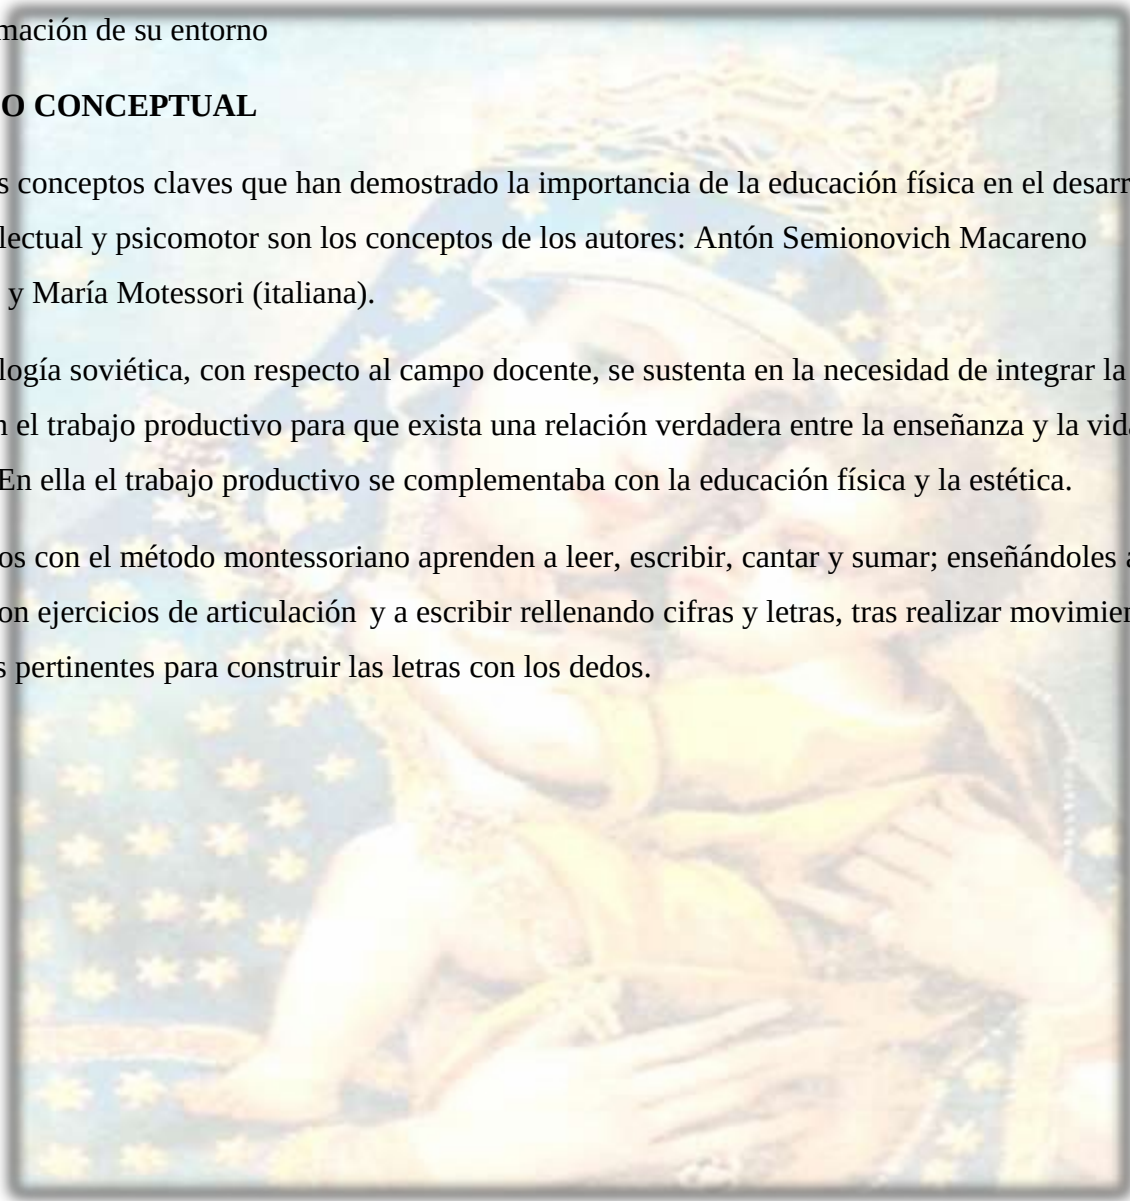 mación de su entorno
O CONCEPTUAL
s conceptos claves que han demostrado la importancia de la educación física en el desarr
lectual y psicomotor son los conceptos de los autores: Antón Semionovich Macareno
y María Motessori (italiana).
logía soviética, con respecto al campo docente, se sustenta en la necesidad de integrar la
n el trabajo productivo para que exista una relación verdadera entre la enseñanza y la vida
En ella el trabajo productivo se complementaba con la educación física y la estética.
os con el método montessoriano aprenden a leer, escribir, cantar y sumar; enseñándoles a
on ejercicios de articulación y a escribir rellenando cifras y letras, tras realizar movimien
s pertinentes para construir las letras con los dedos.